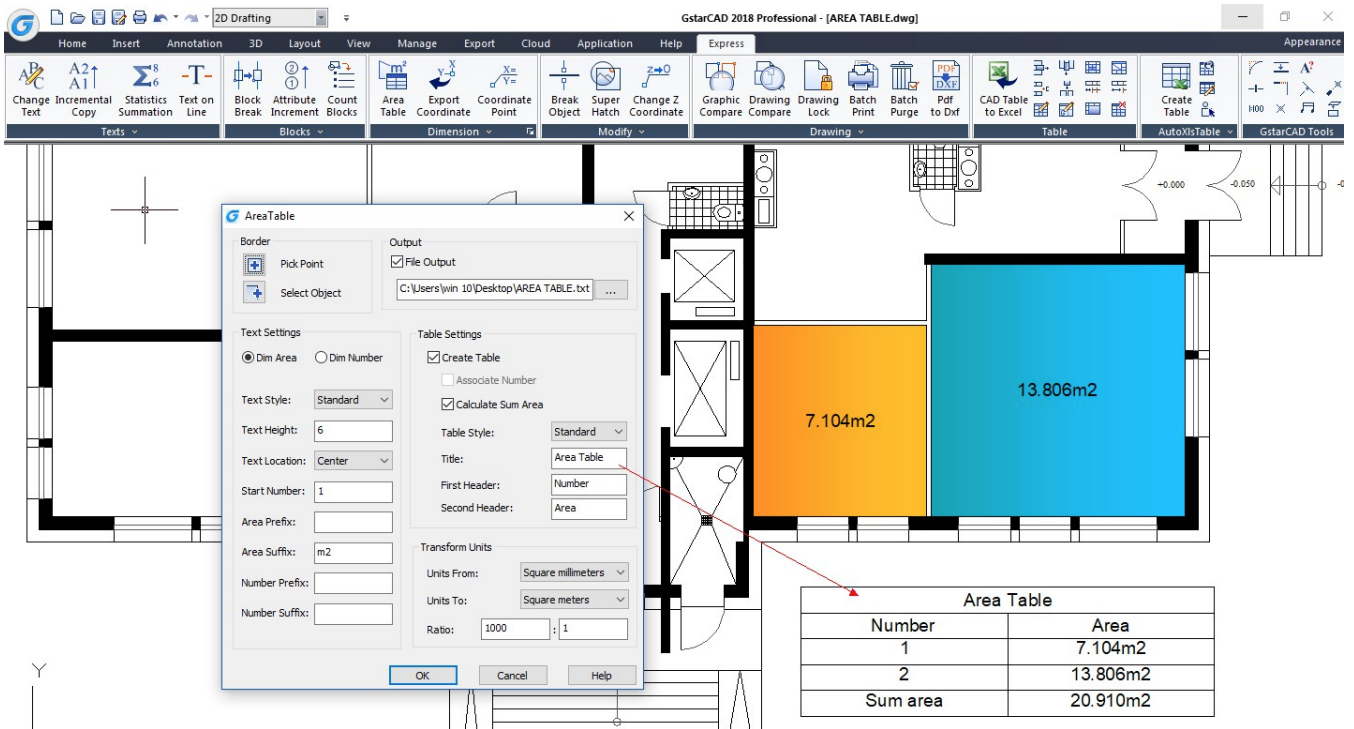 2D Drafting
GstarCAD 2018 Professional - [AREA TABLE.dwg]
Home Insert Annotation 3D Layout View Manage Export Cloud Application Help Express Appearance
Change Text
Incremental Copy
Statistics Summation
Text on Line
Block Break
Attribute Increment
Count Blocks
Area Table
Export Coordinate
Coordinate Point
Break Object
Super Hatch
Change Z Coordinate
Graphic Compare
Drawing Compare
Drawing Lock
Batch Print
Batch Purge
Pdf to Dxf
CAD Table to Excel
Create Table
Texts
Blocks
Dimension
Modify
Drawing
Table
AutoXlsTable
GstarCAD Tools
+0.000
-0.050
AreaTable
Border
Pick Point
Select Object
Output
File Output
C:\Users\win 10\Desktop\AREA TABLE.txt
...
Text Settings
Dim Area Dim Number
Text Style: Standard
Text Height: 6
Text Location: Center
Start Number: 1
Area Prefix:
Area Suffix: m2
Number Prefix:
Number Suffix:
Table Settings
Create Table
Associate Number
Calculate Sum Area
Table Style: Standard
Title: Area Table
First Header: Number
Second Header: Area
Transform Units
Units From: Square millimeters
Units To: Square meters
Ratio: 1000 : 1
OK Cancel Help
7.104m2
13.806m2
Area Table
Number Area
1 7.104m2
2 13.806m2
Sum area 20.910m2
Y